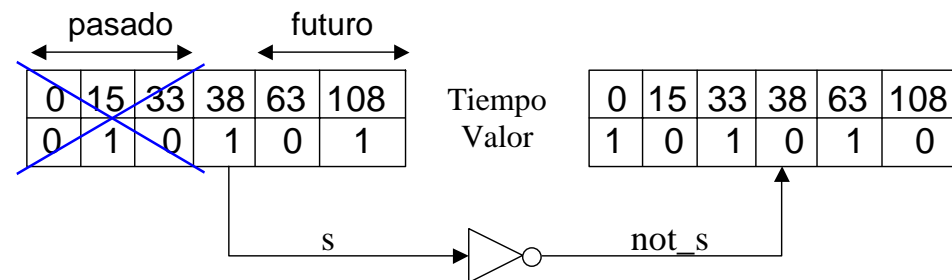 pasado futuro
0 15 33 38 63 108 Tiempo 0 15 33 38 63 108
0 1 0 1 0 1 Valor 1 0 1 0 1 0
s not_s